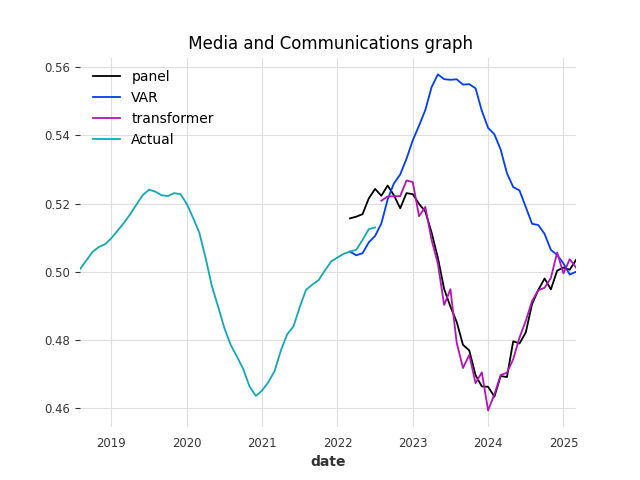 Media and Communications graph
panel
VAR
transformer
Actual
0.56
0.54
0.52
0.50
0.48
0.46
2019 2020 2021 2022 2023 2024 2025
date